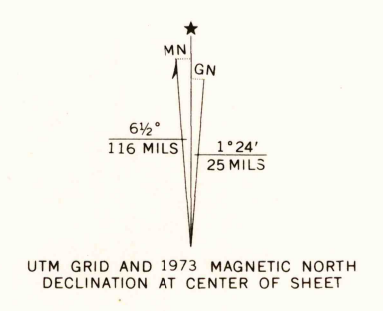 ★
MN
GN
6½°
116 MILS
1°24′
25 MILS
UTM GRID AND 1973 MAGNETIC NORTH
DECLINATION AT CENTER OF SHEET